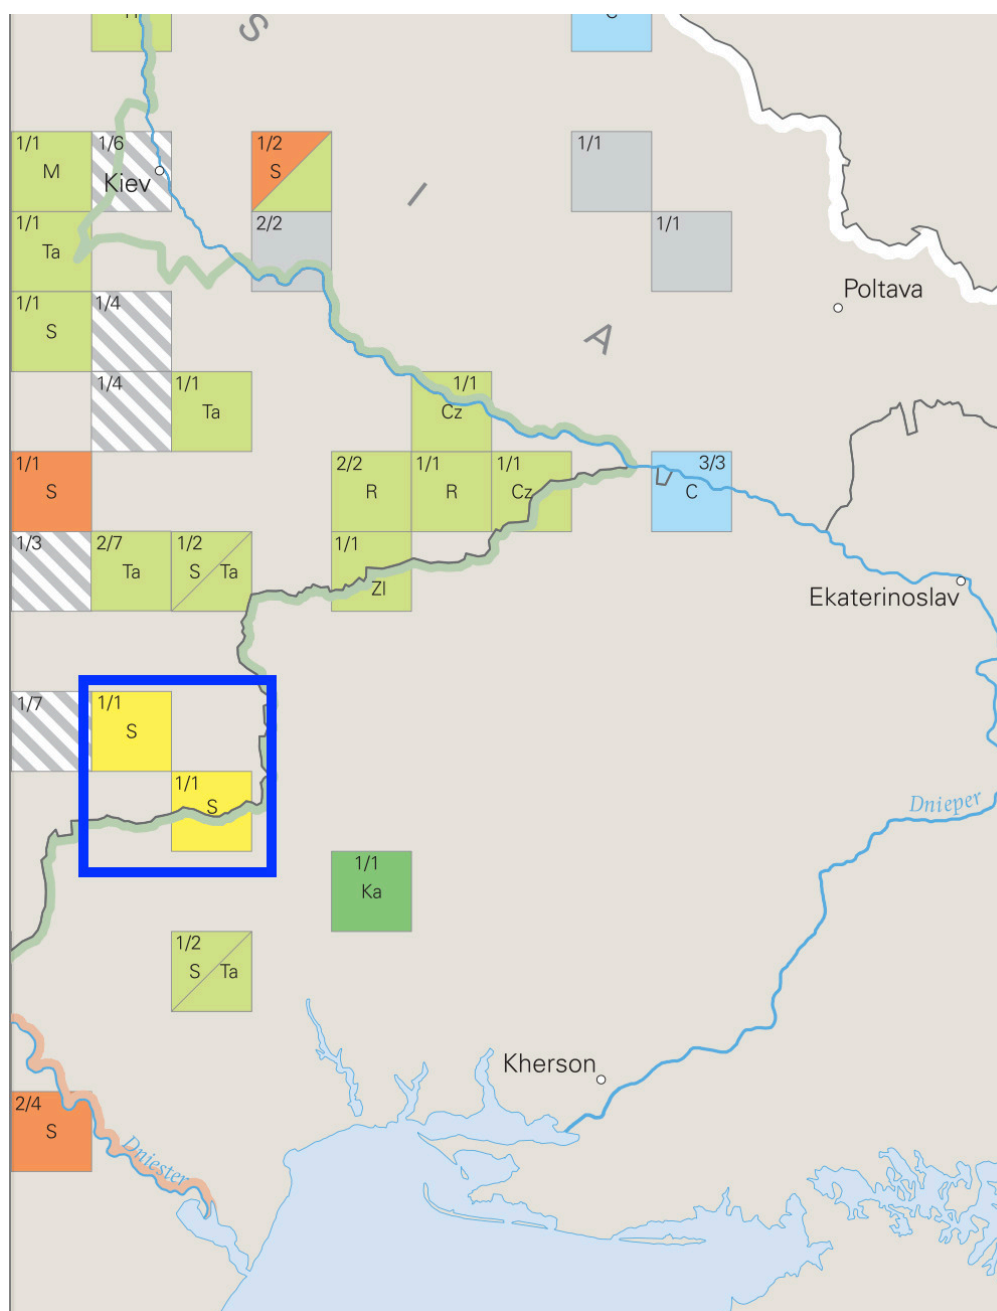 S
1/1
M
1/6
Kiev
1/2
S
1/1
I
1/1
Ta
2/2
1/1
Poltava
1/1
S
1/4
A
1/4
1/1
Ta
1/1
Cz
1/1
S
2/2
R
1/1
R
1/1
Cz
3/3
C
1/3
2/7
Ta
1/2
S Ta
1/1
Zl
Ekaterinoslav
1/7
1/1
S
1/1
S
Dnieper
1/1
Ka
1/2
S Ta
Kherson
2/4
S
Dniester